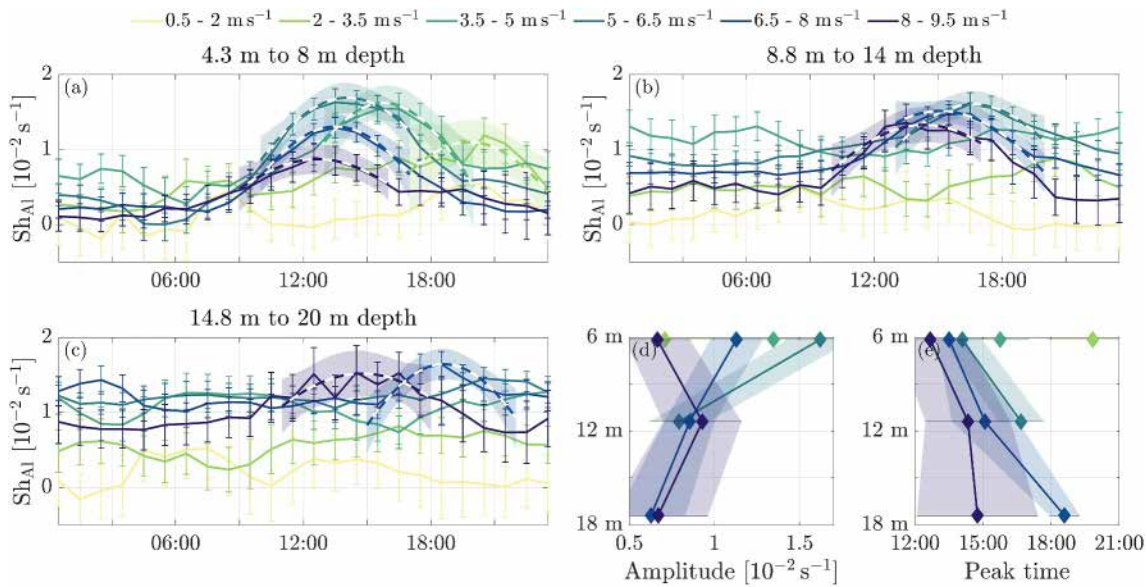 0.5 - 2 m s⁻¹ 2 - 3.5 m s⁻¹ 3.5 - 5 m s⁻¹ 5 - 6.5 m s⁻¹ 6.5 - 8 m s⁻¹ 8 - 9.5 m s⁻¹
4.3 m to 8 m depth
(a)
Sh_Al [10⁻² s⁻¹]
2
1
0
06:00 12:00 18:00
8.8 m to 14 m depth
(b)
Sh_Al [10⁻² s⁻¹]
2
1
0
06:00 12:00 18:00
14.8 m to 20 m depth
(c)
Sh_Al [10⁻² s⁻¹]
2
1
0
06:00 12:00 18:00
(d)
6 m
12 m
18 m
0.5 1 1.5
Amplitude [10⁻² s⁻¹]
(e)
6 m
12 m
18 m
12:00 15:00 18:00 21:00
Peak time